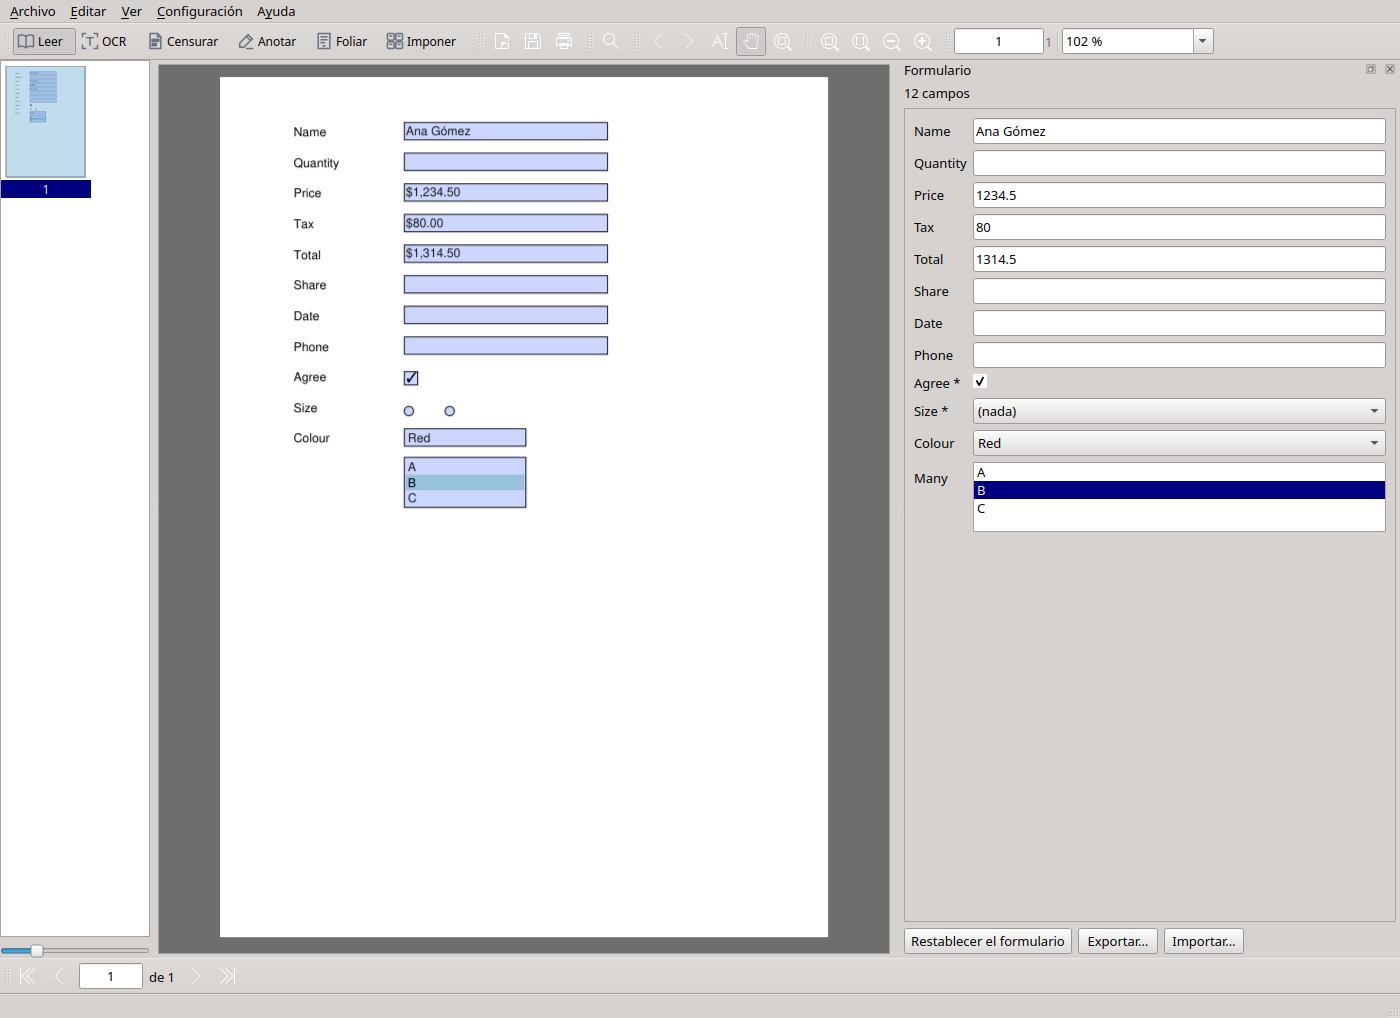 Archivo Editar Ver Configuración Ayuda
Leer OCR Censurar Anotar Foliar Imponer 1 1 102 %
1
Name Ana Gómez
Quantity
Price $1,234.50
Tax $80.00
Total $1,314.50
Share
Date
Phone
Agree
Size
Colour Red
A
B
C
Formulario
12 campos
Name Ana Gómez
Quantity
Price 1234.5
Tax 80
Total 1314.5
Share
Date
Phone
Agree *
Size * (nada)
Colour Red
Many A
B
C
Restablecer el formulario Exportar... Importar...
1 de 1